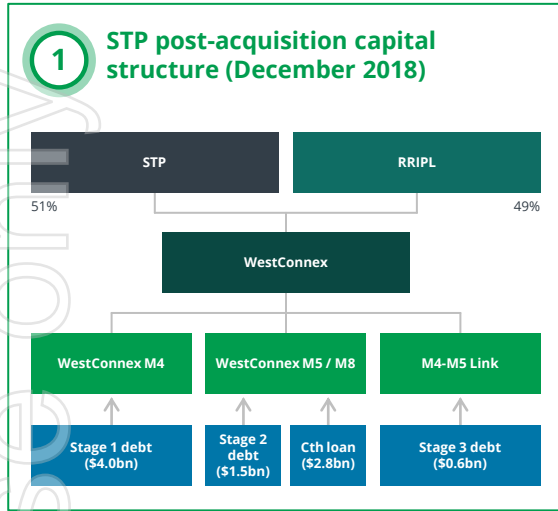 1
STP post-acquisition capital
structure (December 2018)
STP
RRIPL
51%
49%
WestConnex
WestConnex M4
WestConnex M5 / M8
M4-M5 Link
Stage 1 debt
($4.0bn)
Stage 2
debt
($1.5bn)
Cth loan
($2.8bn)
Stage 3 debt
($0.6bn)
se only